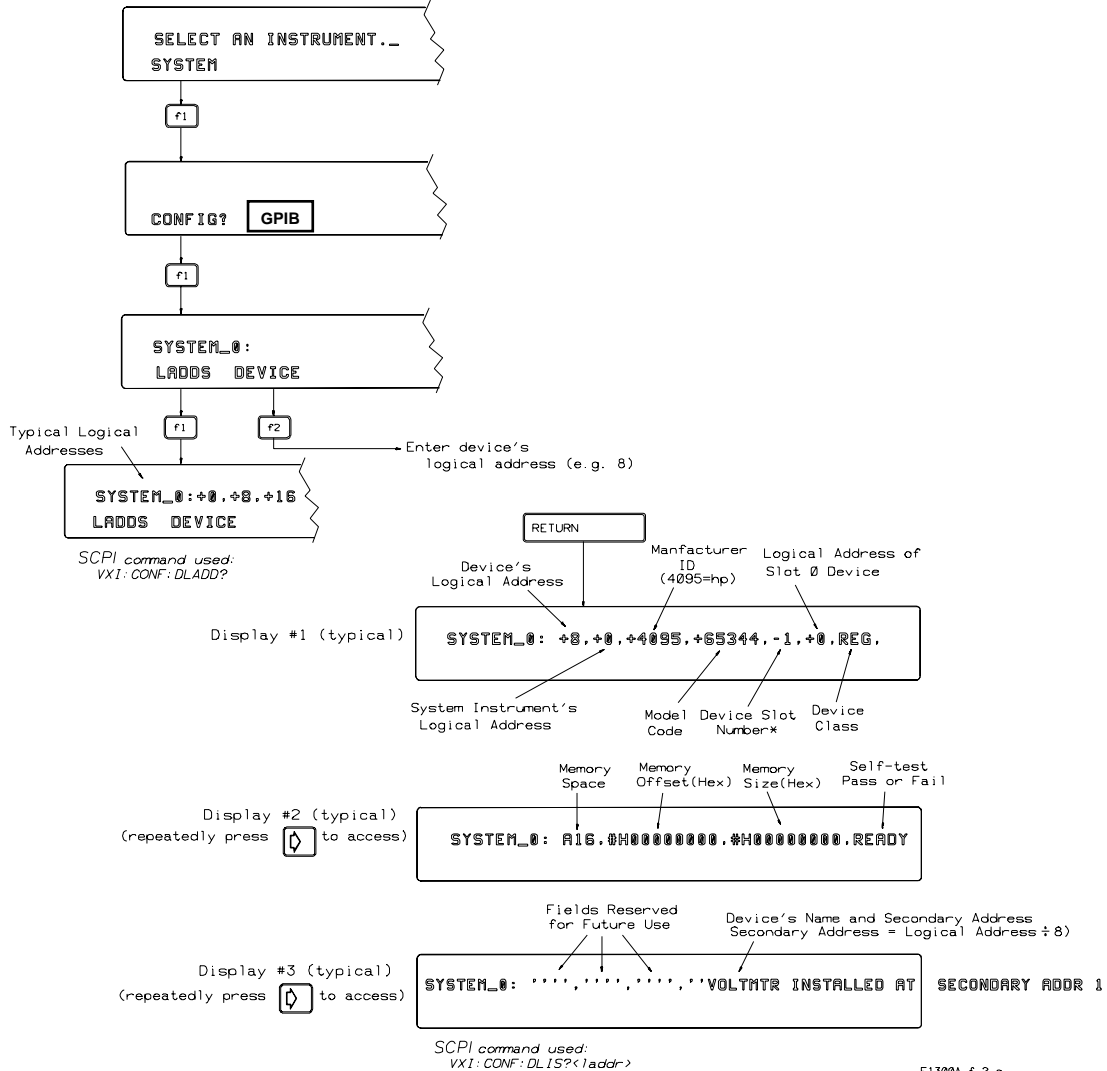 SELECT AN INSTRUMENT._
SYSTEM
f1
CONFIG? GPIB
f1
SYSTEM_0:
LADDS DEVICE
f1 f2
Typical Logical
Addresses
Enter device's
logical address (e.g. 8)
SYSTEM_0:+0,+8,+16
LADDS DEVICE
SCPI command used:
VXI:CONF:DLADD?
RETURN
Device's
Logical Address
Manfacturer
ID
(4095=hp)
Logical Address of
Slot 0 Device
Display #1 (typical)
SYSTEM_0: +8,+0,+4095,+65344,-1,+0,REG,
System Instrument's
Logical Address
Model
Code
Device Slot
Number*
Device
Class
Memory
Space
Memory
Offset(Hex)
Memory
Size(Hex)
Self-test
Pass or Fail
Display #2 (typical)
(repeatedly press to access)
SYSTEM_0: A16,#H00000000,#H00000000,READY
Fields Reserved
for Future Use
Device's Name and Secondary Address
Secondary Address = Logical Address ÷ 8)
Display #3 (typical)
(repeatedly press to access)
SYSTEM_0: '''',"''","''",''VOLTMTR INSTALLED AT SECONDARY ADDR 1
SCPI command used:
VXI:CONF:DLIS?<laddr>